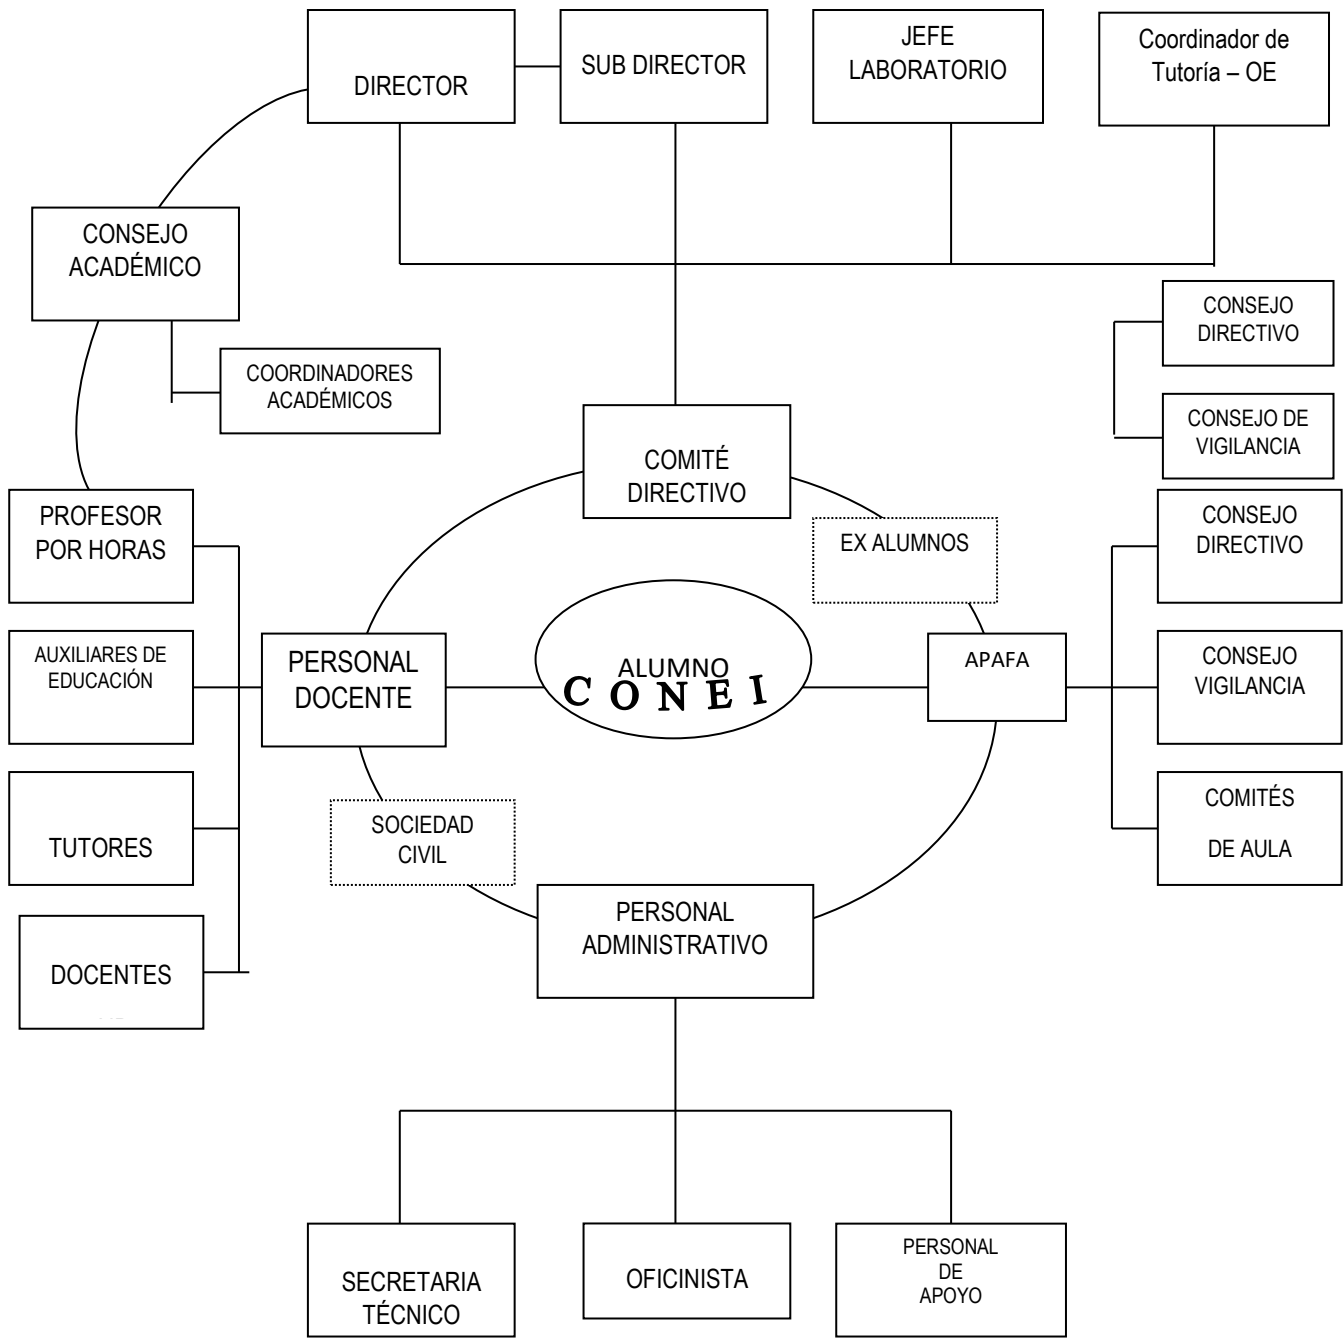 DIRECTOR
SUB DIRECTOR
JEFE
LABORATORIO
Coordinador de
Tutoría – OE
CONSEJO
ACADÉMICO
COORDINADORES
ACADÉMICOS
CONSEJO
DIRECTIVO
CONSEJO DE
VIGILANCIA
COMITÉ
DIRECTIVO
PROFESOR
POR HORAS
EX ALUMNOS
CONSEJO
DIRECTIVO
AUXILIARES DE
EDUCACIÓN
PERSONAL
DOCENTE
ALUMNO
CONEI
APAFA
CONSEJO
VIGILANCIA
TUTORES
SOCIEDAD
CIVIL
COMITÉS
DE AULA
DOCENTES
PERSONAL
ADMINISTRATIVO
SECRETARIA
TÉCNICO
OFICINISTA
PERSONAL
DE
APOYO